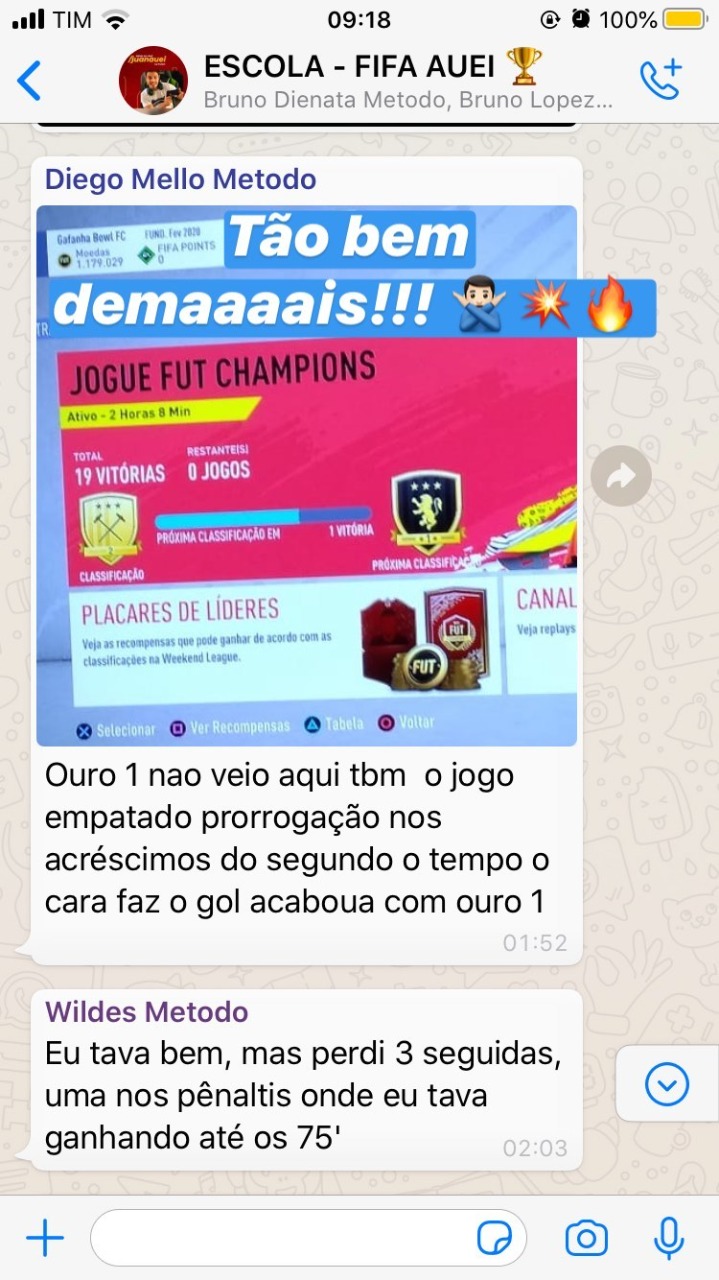 TIM
09:18
100%
ESCOLA - FIFA AUEI 🏆
Bruno Dienata Metodo, Bruno Lopez...
Diego Mello Metodo
Gafanha Bowl FC
FUND. Fev 2020
Moedas
1.179.029
FIFA POINTS
0
Tão bem
demaaaais!!! 🙅🏻‍♂️ 💥 🔥
TR
JOGUE FUT CHAMPIONS
Ativo - 2 Horas 8 Min
TOTAL
19 VITÓRIAS
RESTANTE(S)
0 JOGOS
PRÓXIMA CLASSIFICAÇÃO EM
1 VITÓRIA
CLASSIFICAÇÃO
PRÓXIMA CLASSIFICAÇÃO
PLACARES DE LÍDERES
Veja as recompensas que pode ganhar de acordo com as
classificações na Weekend League.
FUT
FUT
CANAL
Veja replays
Selecionar
Ver Recompensas
Tabela
Voltar
Ouro 1 nao veio aqui tbm o jogo
empatado prorrogação nos
acréscimos do segundo o tempo o
cara faz o gol acaboua com ouro 1
01:52
Wildes Metodo
Eu tava bem, mas perdi 3 seguidas,
uma nos pênaltis onde eu tava
ganhando até os 75'
02:03